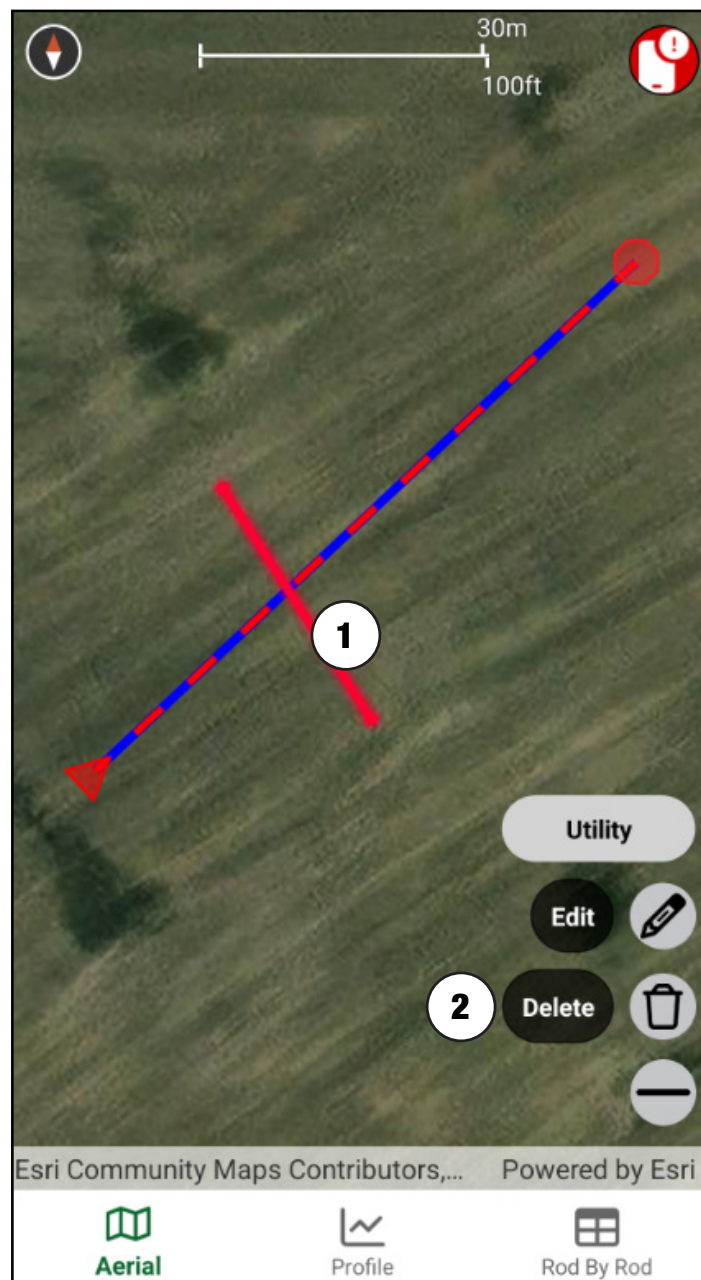 30m
100ft
!
1
Utility
Edit
2 Delete
Esri Community Maps Contributors,... Powered by Esri
Aerial Profile Rod By Rod